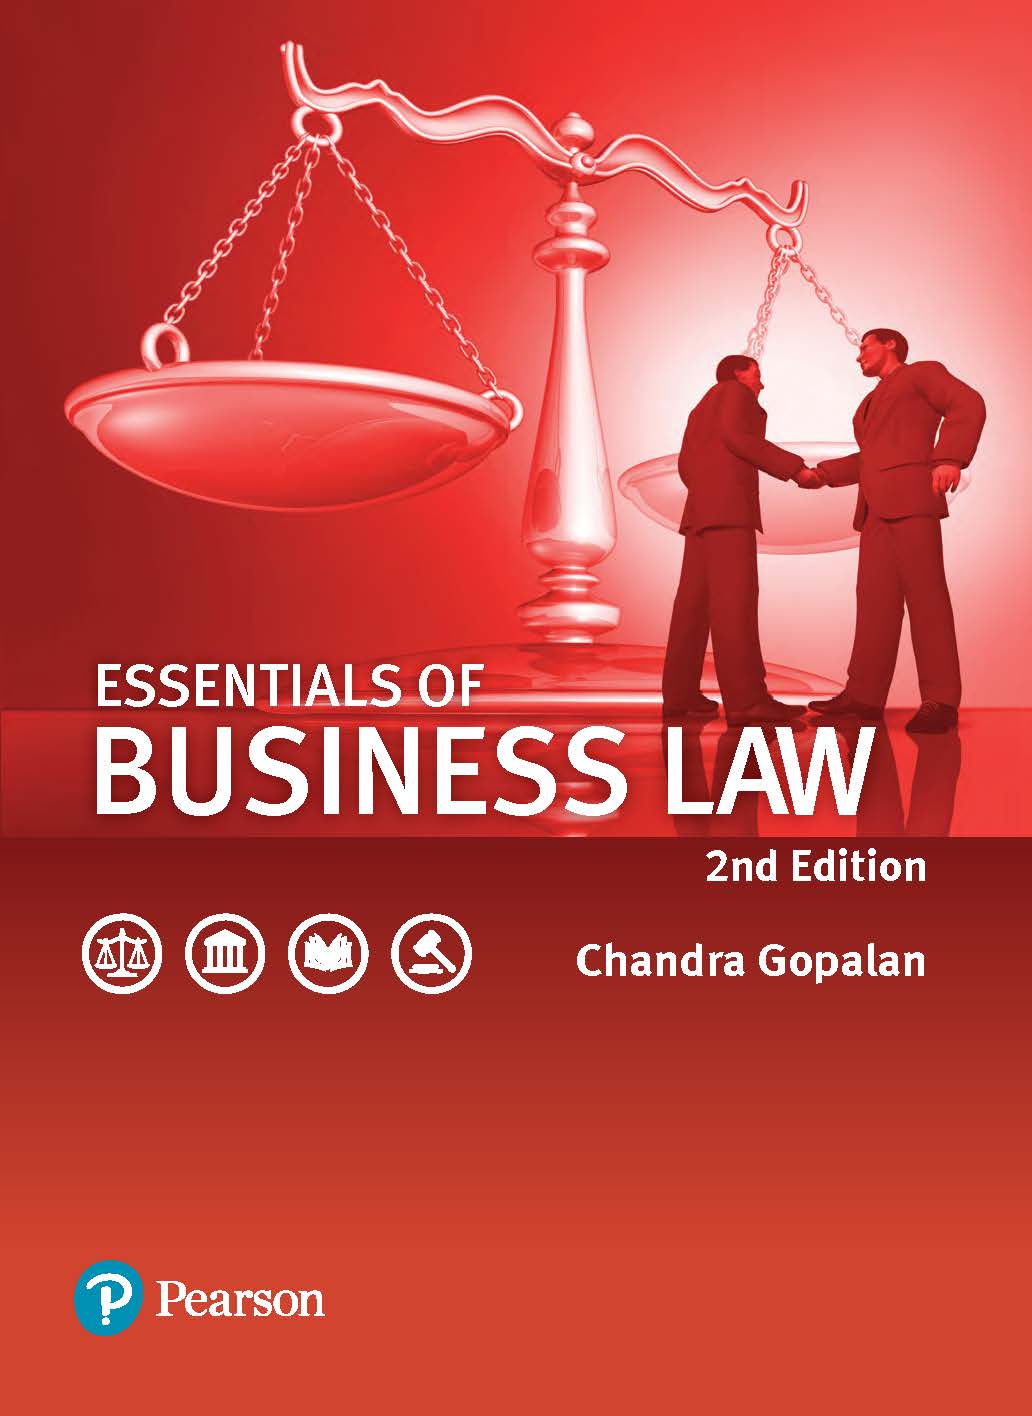 ESSENTIALS OF
BUSINESS LAW
2nd Edition
Chandra Gopalan
Pearson